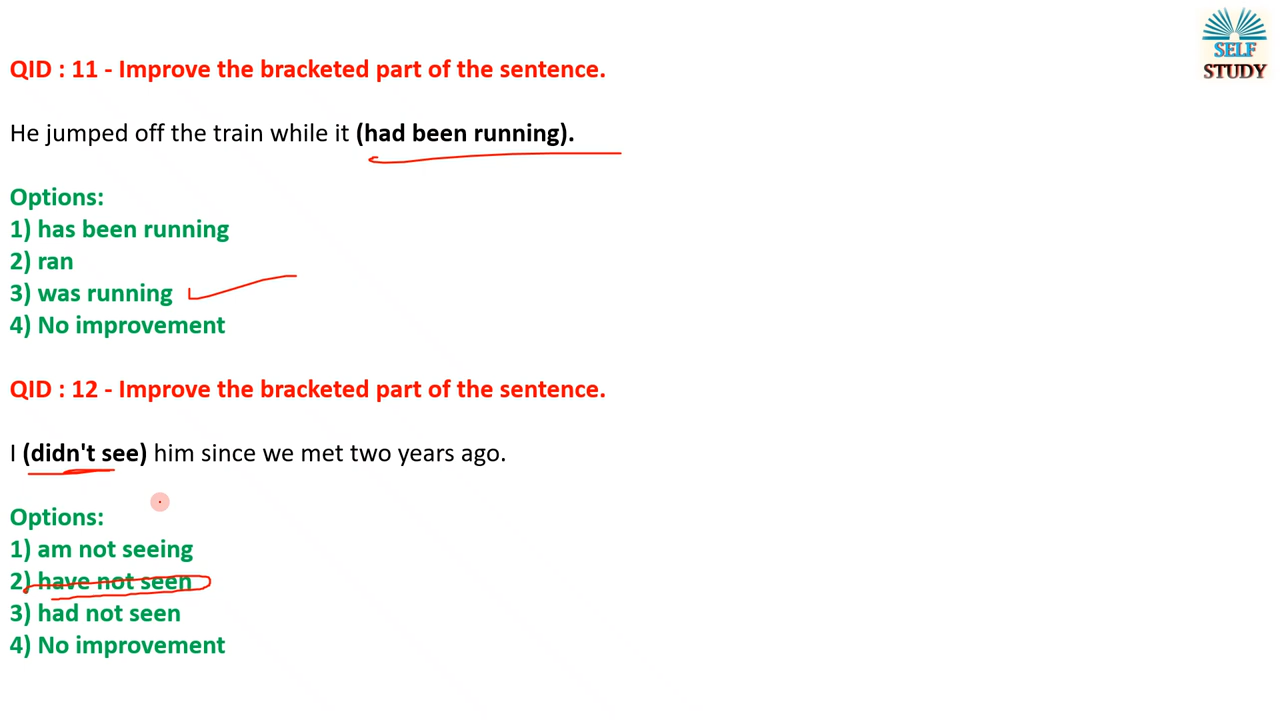 SELF
STUDY
QID : 11 - Improve the bracketed part of the sentence.
He jumped off the train while it (had been running).
Options:
1) has been running
2) ran
3) was running
4) No improvement
QID : 12 - Improve the bracketed part of the sentence.
I (didn't see) him since we met two years ago.
Options:
1) am not seeing
2) have not seen
3) had not seen
4) No improvement